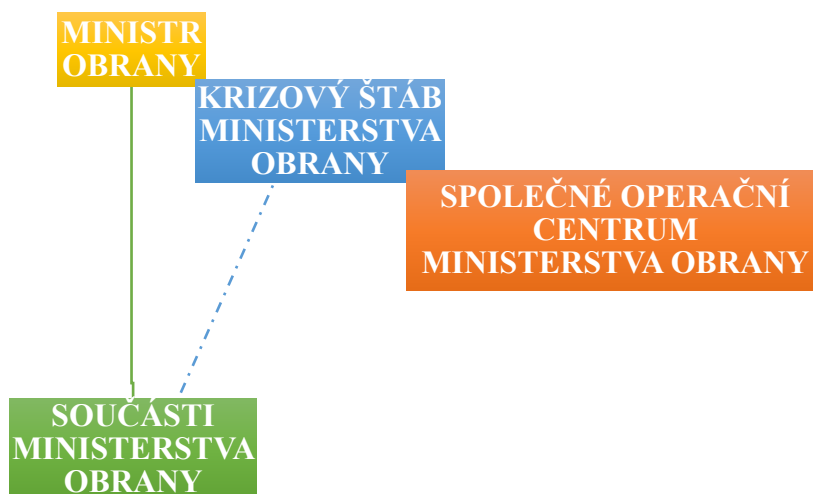 MINISTR
OBRANY
KRIZOVÝ ŠTÁB
MINISTERSTVA
OBRANY
SPOLEČNÉ OPERAČNÍ
CENTRUM
MINISTERSTVA OBRANY
SOUČÁSTI
MINISTERSTVA
OBRANY